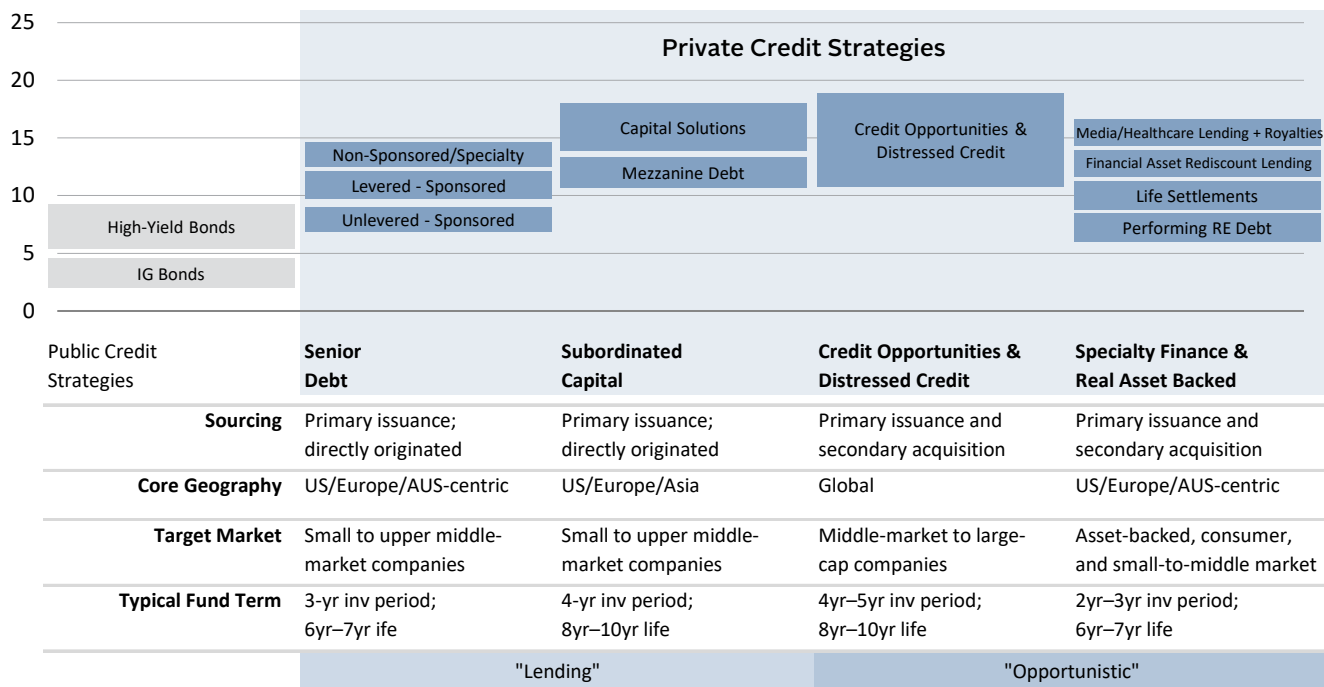 Private Credit Strategies
25
20
15
10
5
0
High-Yield Bonds
IG Bonds
Non-Sponsored/Specialty
Levered - Sponsored
Unlevered - Sponsored
Capital Solutions
Mezzanine Debt
Credit Opportunities &
Distressed Credit
Media/Healthcare Lending + Royalties
Financial Asset Rediscount Lending
Life Settlements
Performing RE Debt
Public Credit
Strategies
Senior
Debt
Subordinated
Capital
Credit Opportunities &
Distressed Credit
Specialty Finance &
Real Asset Backed
Sourcing
Primary issuance;
directly originated
Primary issuance;
directly originated
Primary issuance and
secondary acquisition
Primary issuance and
secondary acquisition
Core Geography
US/Europe/AUS-centric
US/Europe/Asia
Global
US/Europe/AUS-centric
Target Market
Small to upper middle-
market companies
Small to upper middle-
market companies
Middle-market to large-
cap companies
Asset-backed, consumer,
and small-to-middle market
Typical Fund Term
3-yr inv period;
6yr–7yr ife
4-yr inv period;
8yr–10yr life
4yr–5yr inv period;
8yr–10yr life
2yr–3yr inv period;
6yr–7yr life
"Lending"
"Opportunistic"